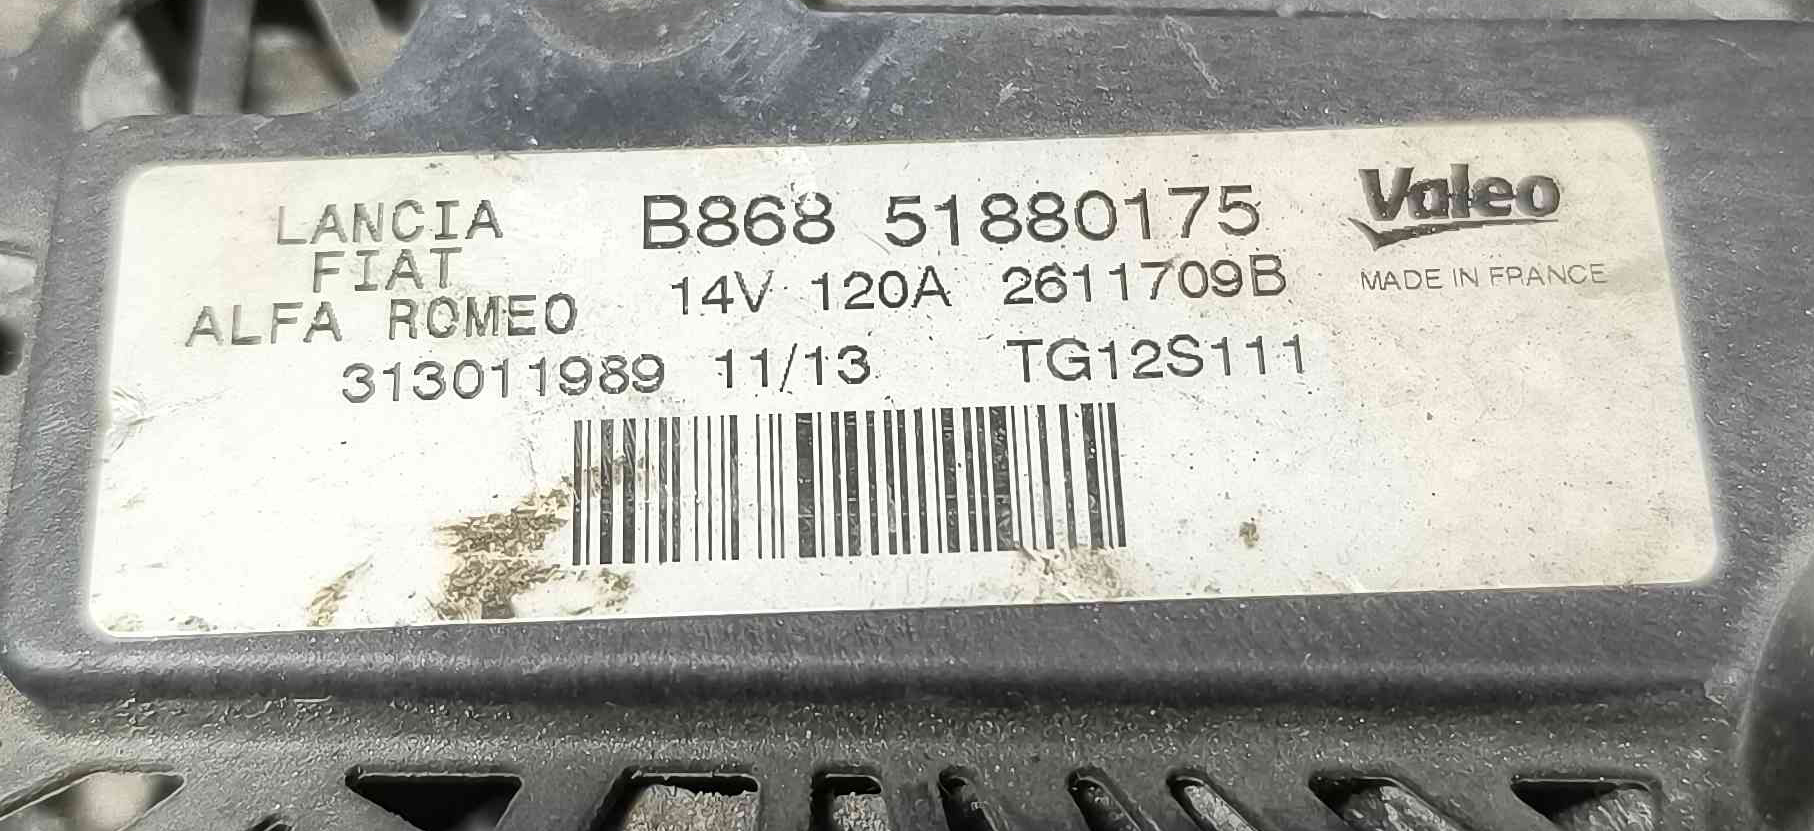 LANCIA
FIAT
ALFA ROMEO
B868 51880175
14V 120A 2611709B
313011989 11/13 TG12S111
Valeo
MADE IN FRANCE